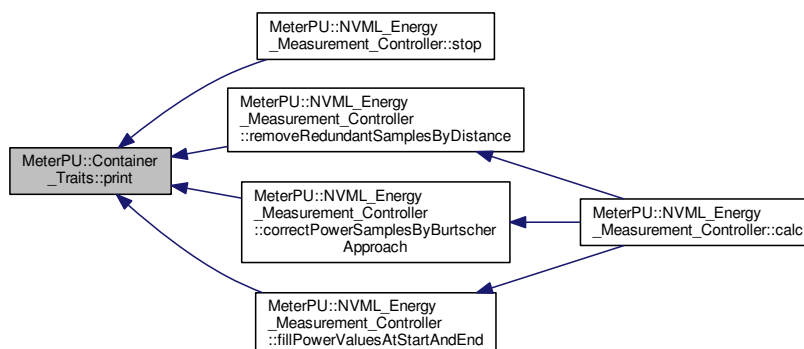 MeterPU::NVML_Energy
_Measurement_Controller::stop
MeterPU::NVML_Energy
_Measurement_Controller
::removeRedundantSamplesByDistance
MeterPU::Container
_Traits::print
MeterPU::NVML_Energy
_Measurement_Controller
::correctPowerSamplesByBurtscher
Approach
MeterPU::NVML_Energy
_Measurement_Controller::calc
MeterPU::NVML_Energy
_Measurement_Controller
::fillPowerValuesAtStartAndEnd